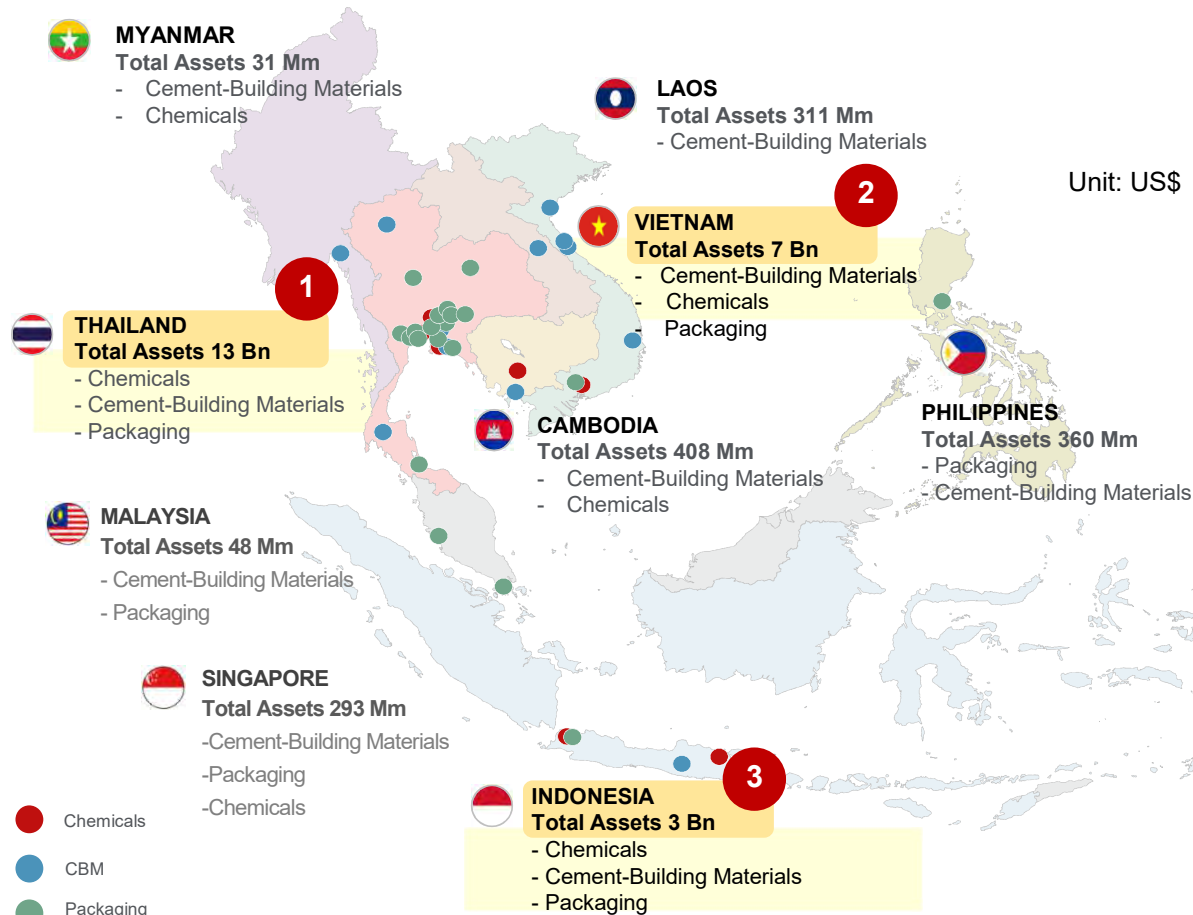 MYANMAR
Total Assets 31 Mm
- Cement-Building Materials
- Chemicals
LAOS
Total Assets 311 Mm
- Cement-Building Materials
Unit: US$
2
VIETNAM
Total Assets 7 Bn
- Cement-Building Materials
- Chemicals
- Packaging
1
THAILAND
Total Assets 13 Bn
- Chemicals
- Cement-Building Materials
- Packaging
CAMBODIA
Total Assets 408 Mm
- Cement-Building Materials
- Chemicals
PHILIPPINES
Total Assets 360 Mm
- Packaging
- Cement-Building Materials
MALAYSIA
Total Assets 48 Mm
- Cement-Building Materials
- Packaging
SINGAPORE
Total Assets 293 Mm
-Cement-Building Materials
-Packaging
-Chemicals
3
INDONESIA
Total Assets 3 Bn
- Chemicals
- Cement-Building Materials
- Packaging
Chemicals
CBM
Packaging